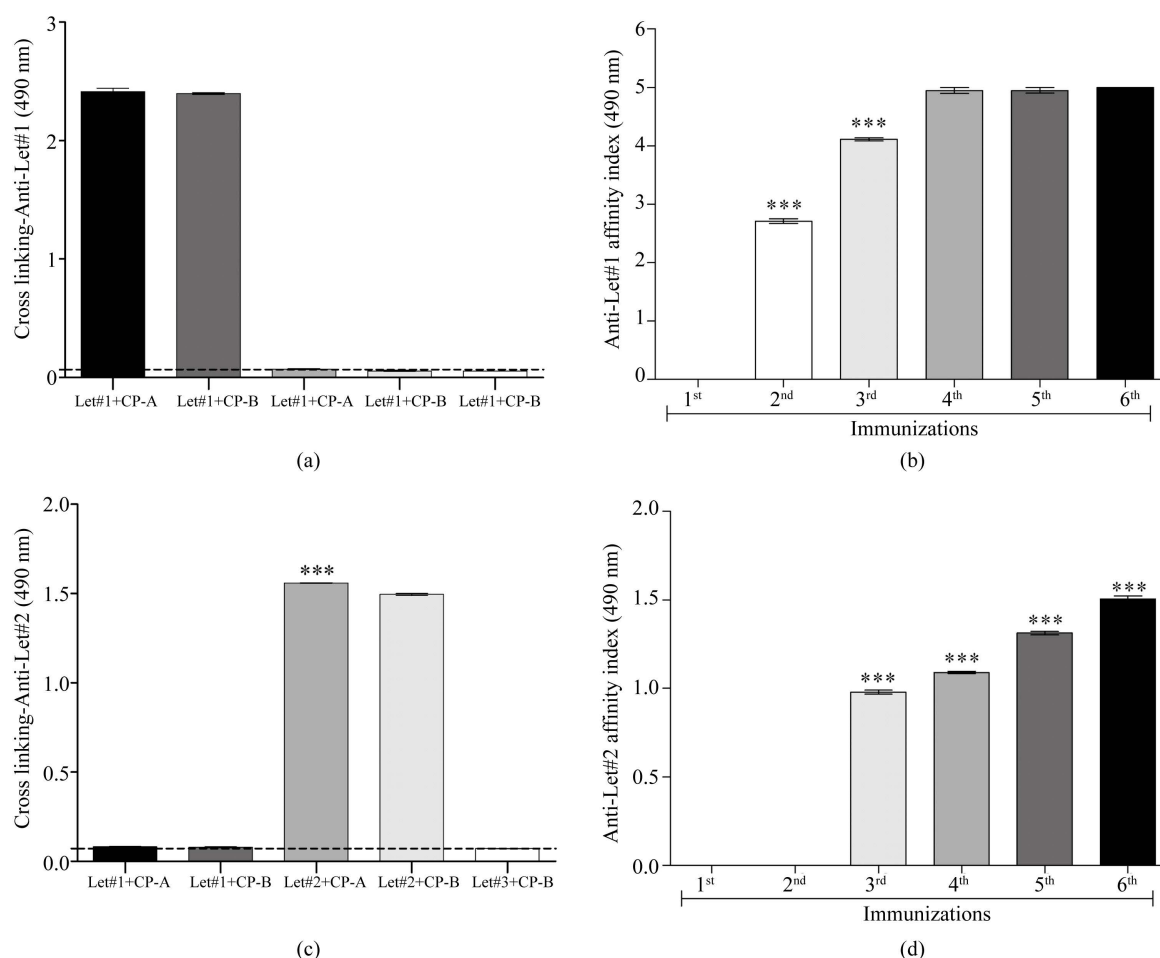 3
2
1
0
Cross linking-Anti-Let#1 (490 nm)
Let#1+CP-A Let#1+CP-B Let#1+CP-A Let#1+CP-B Let#1+CP-B
(a)
6
5
4
3
2
1
0
Anti-Let#1 affinity index (490 nm)
***
***
1st 2nd 3rd 4th 5th 6th
Immunizations
(b)
2.0
1.5
1.0
0.5
0.0
Cross linking-Anti-Let#2 (490 nm)
***
Let#1+CP-A Let#1+CP-B Let#2+CP-A Let#2+CP-B Let#3+CP-B
(c)
2.0
1.5
1.0
0.5
0.0
Anti-Let#2 affinity index (490 nm)
***
***
***
***
1st 2nd 3rd 4th 5th 6th
Immunizations
(d)